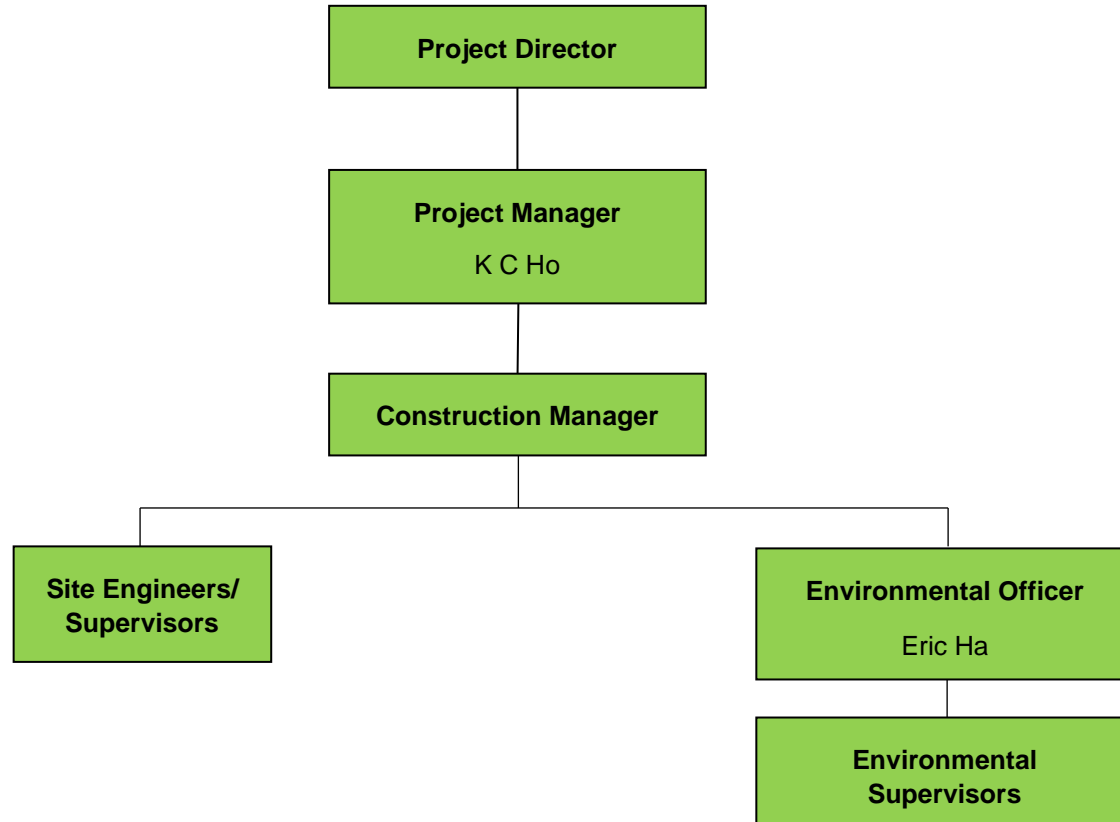 Project Director
Project Manager
K C Ho
Construction Manager
Site Engineers/
Supervisors
Environmental Officer
Eric Ha
Environmental
Supervisors